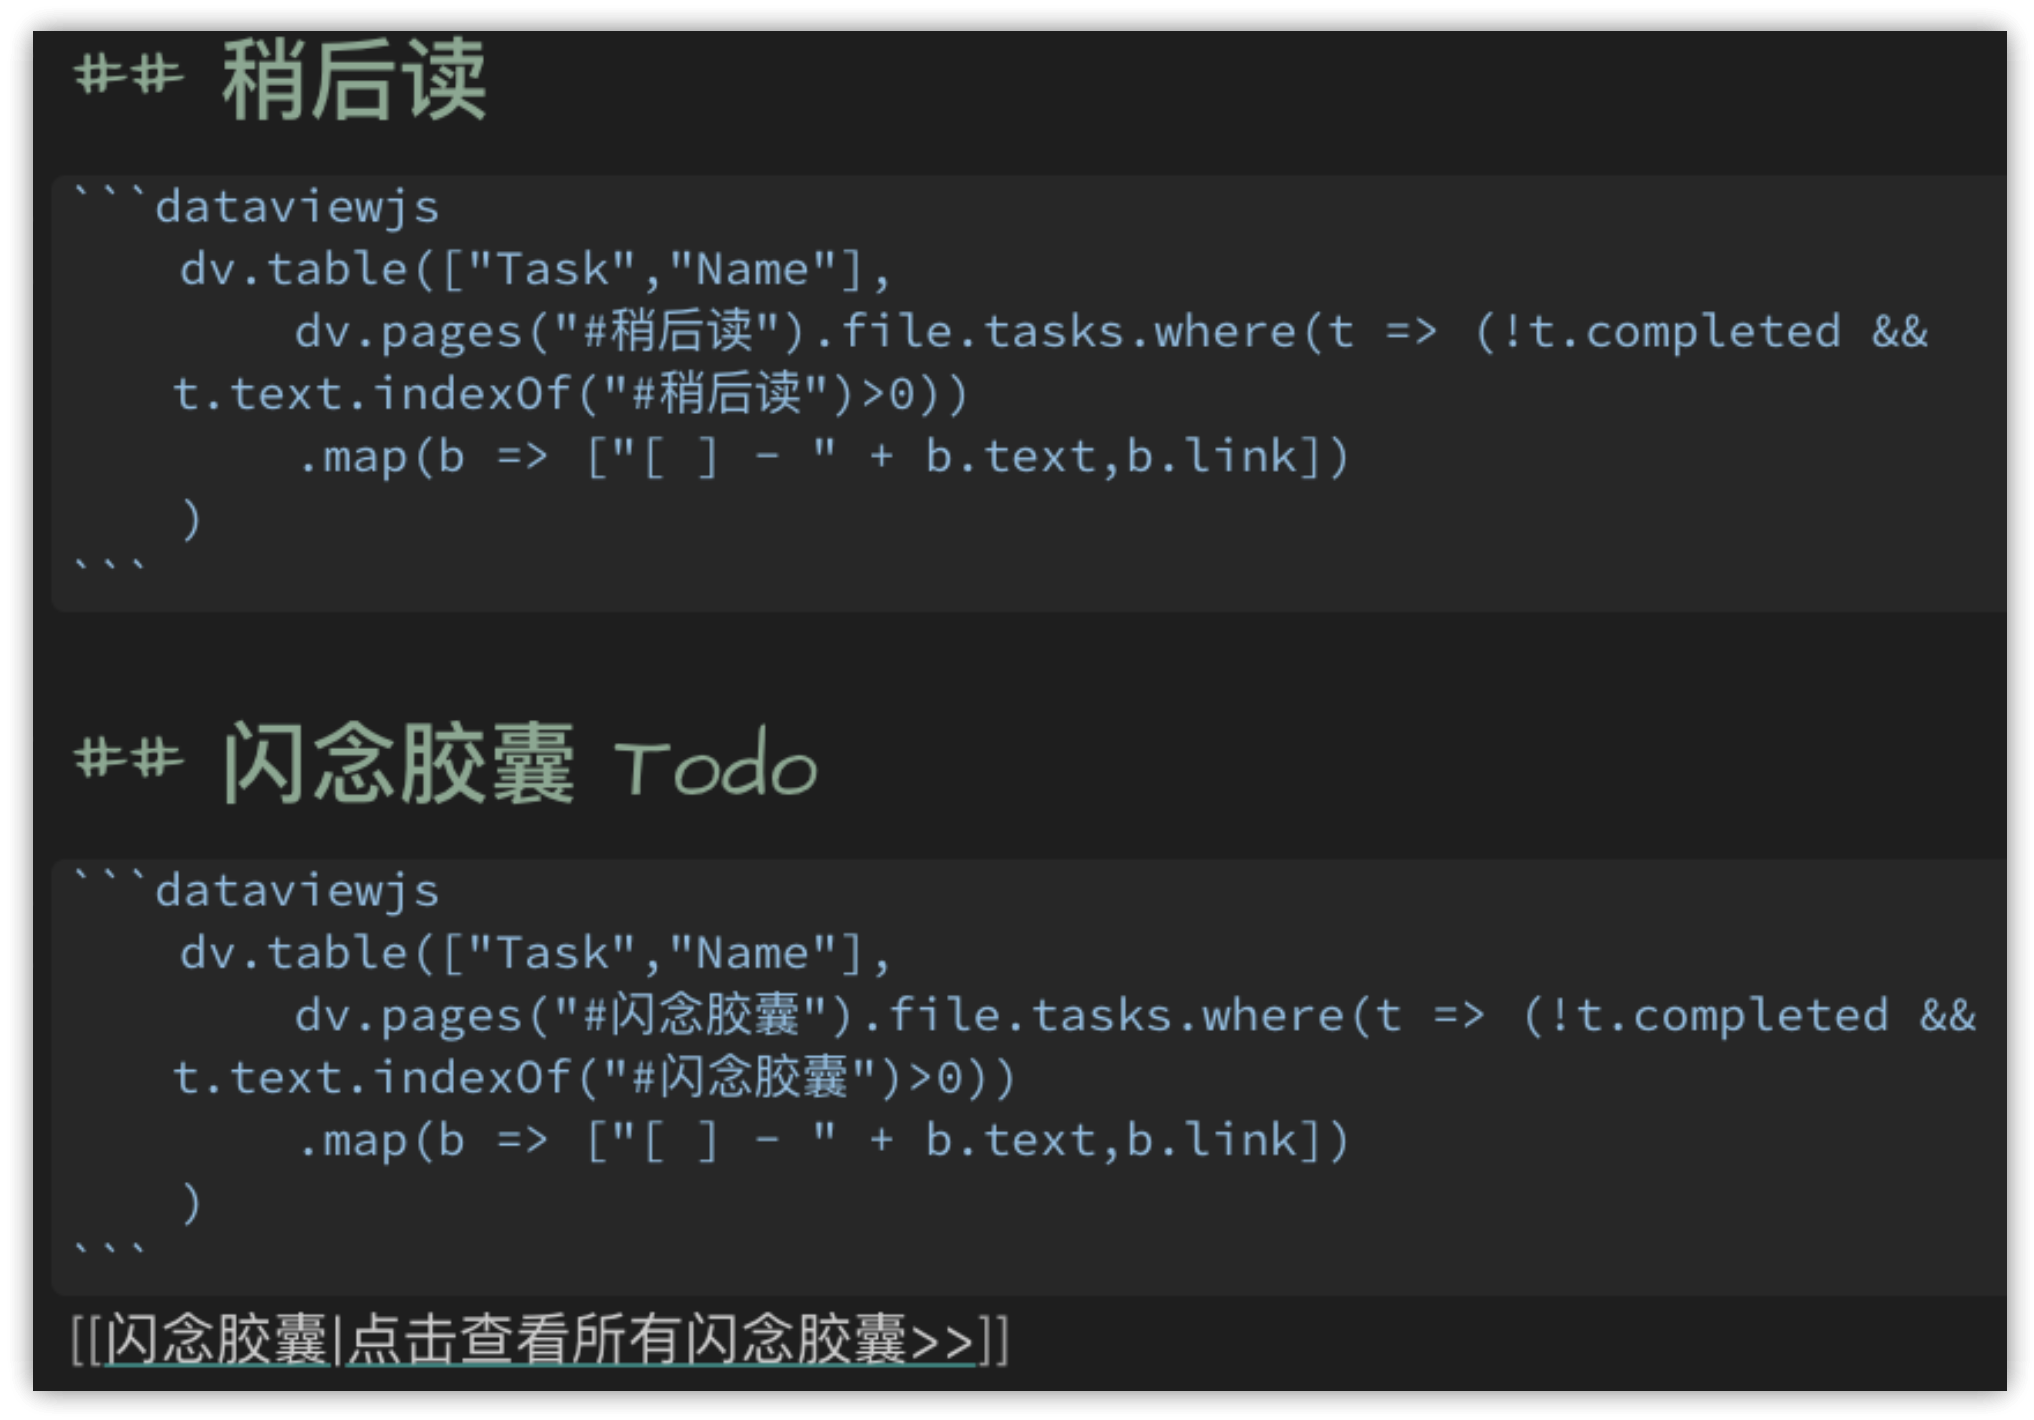 ## 稍后读
```dataviewjs
dv.table(["Task","Name"],
dv.pages("#稍后读").file.tasks.where(t => (!t.completed &&
t.text.indexOf("#稍后读")>0))
.map(b => ["[ ] - " + b.text,b.link])
)
```
## 闪念胶囊 Todo
```dataviewjs
dv.table(["Task","Name"],
dv.pages("#闪念胶囊").file.tasks.where(t => (!t.completed &&
t.text.indexOf("#闪念胶囊")>0))
.map(b => ["[ ] - " + b.text,b.link])
)
```
[[闪念胶囊|点击查看所有闪念胶囊>>]]